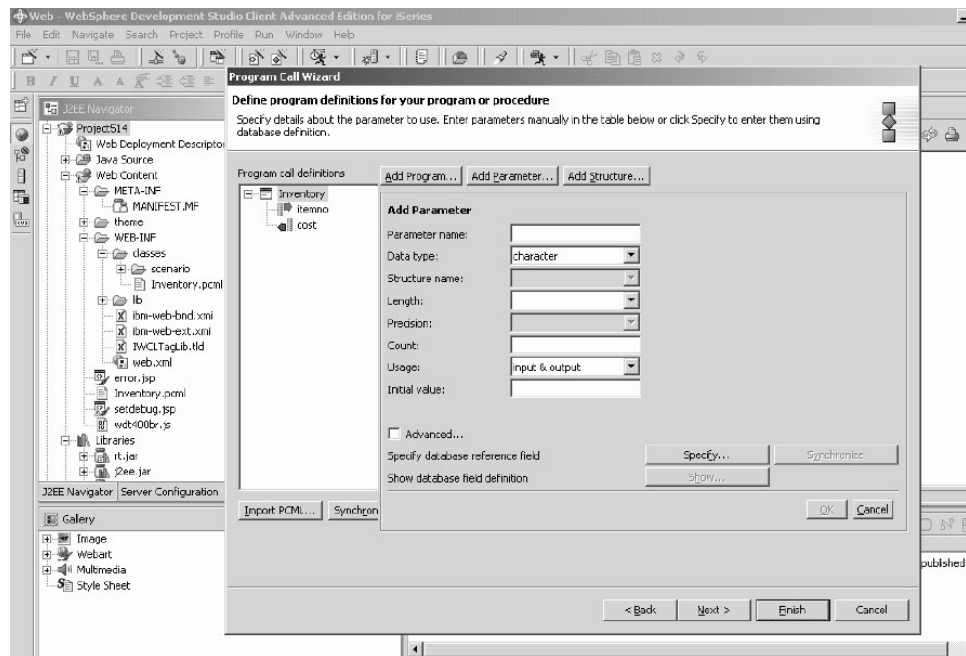 Web - WebSphere Development Studio Client Advanced Edition for iSeries
File Edit Navigate Search Project Profile Run Window Help
B I U A A
Program Call Wizard
Define program definitions for your program or procedure
Specify details about the parameter to use. Enter parameters manually in the table below or click Specify to enter them using
database definition.
J2EE Navigator
Project514
Web Deployment Descriptor
Java Source
Web Content
META-INF
MANIFEST.MF
theme
WEB-INF
classes
scenario
Inventory.pcml
lib
ibm-web-bnd.xmi
ibm-web-ext.xmi
IWCLTagLib.tld
web.xml
error.jsp
Inventory.pcml
setdebug.jsp
wdt400br.js
Libraries
rt.jar
j2ee.jar
J2EE Navigator Server Configuration
Galery
Image
Webart
Multimedia
Style Sheet
Program call definitions
Inventory
itemno
cost
Import PCML... Synchron
Add Program... Add Parameter... Add Structure...
Add Parameter
Parameter name:
Data type: character
Structure name:
Length:
Precision:
Count:
Usage: input & output
Initial value:
Advanced...
Specify database reference field Specify... Synchronize
Show database field definition Show...
OK Cancel
published
< Back Next > Finish Cancel